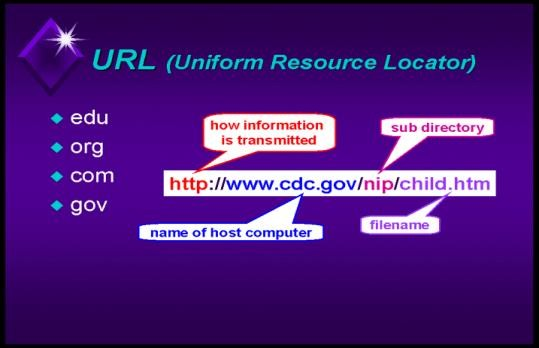 URL (Uniform Resource Locator)
edu
org
com
gov
how information
is transmitted
sub directory
http://www.cdc.gov/nip/child.htm
name of host computer
filename